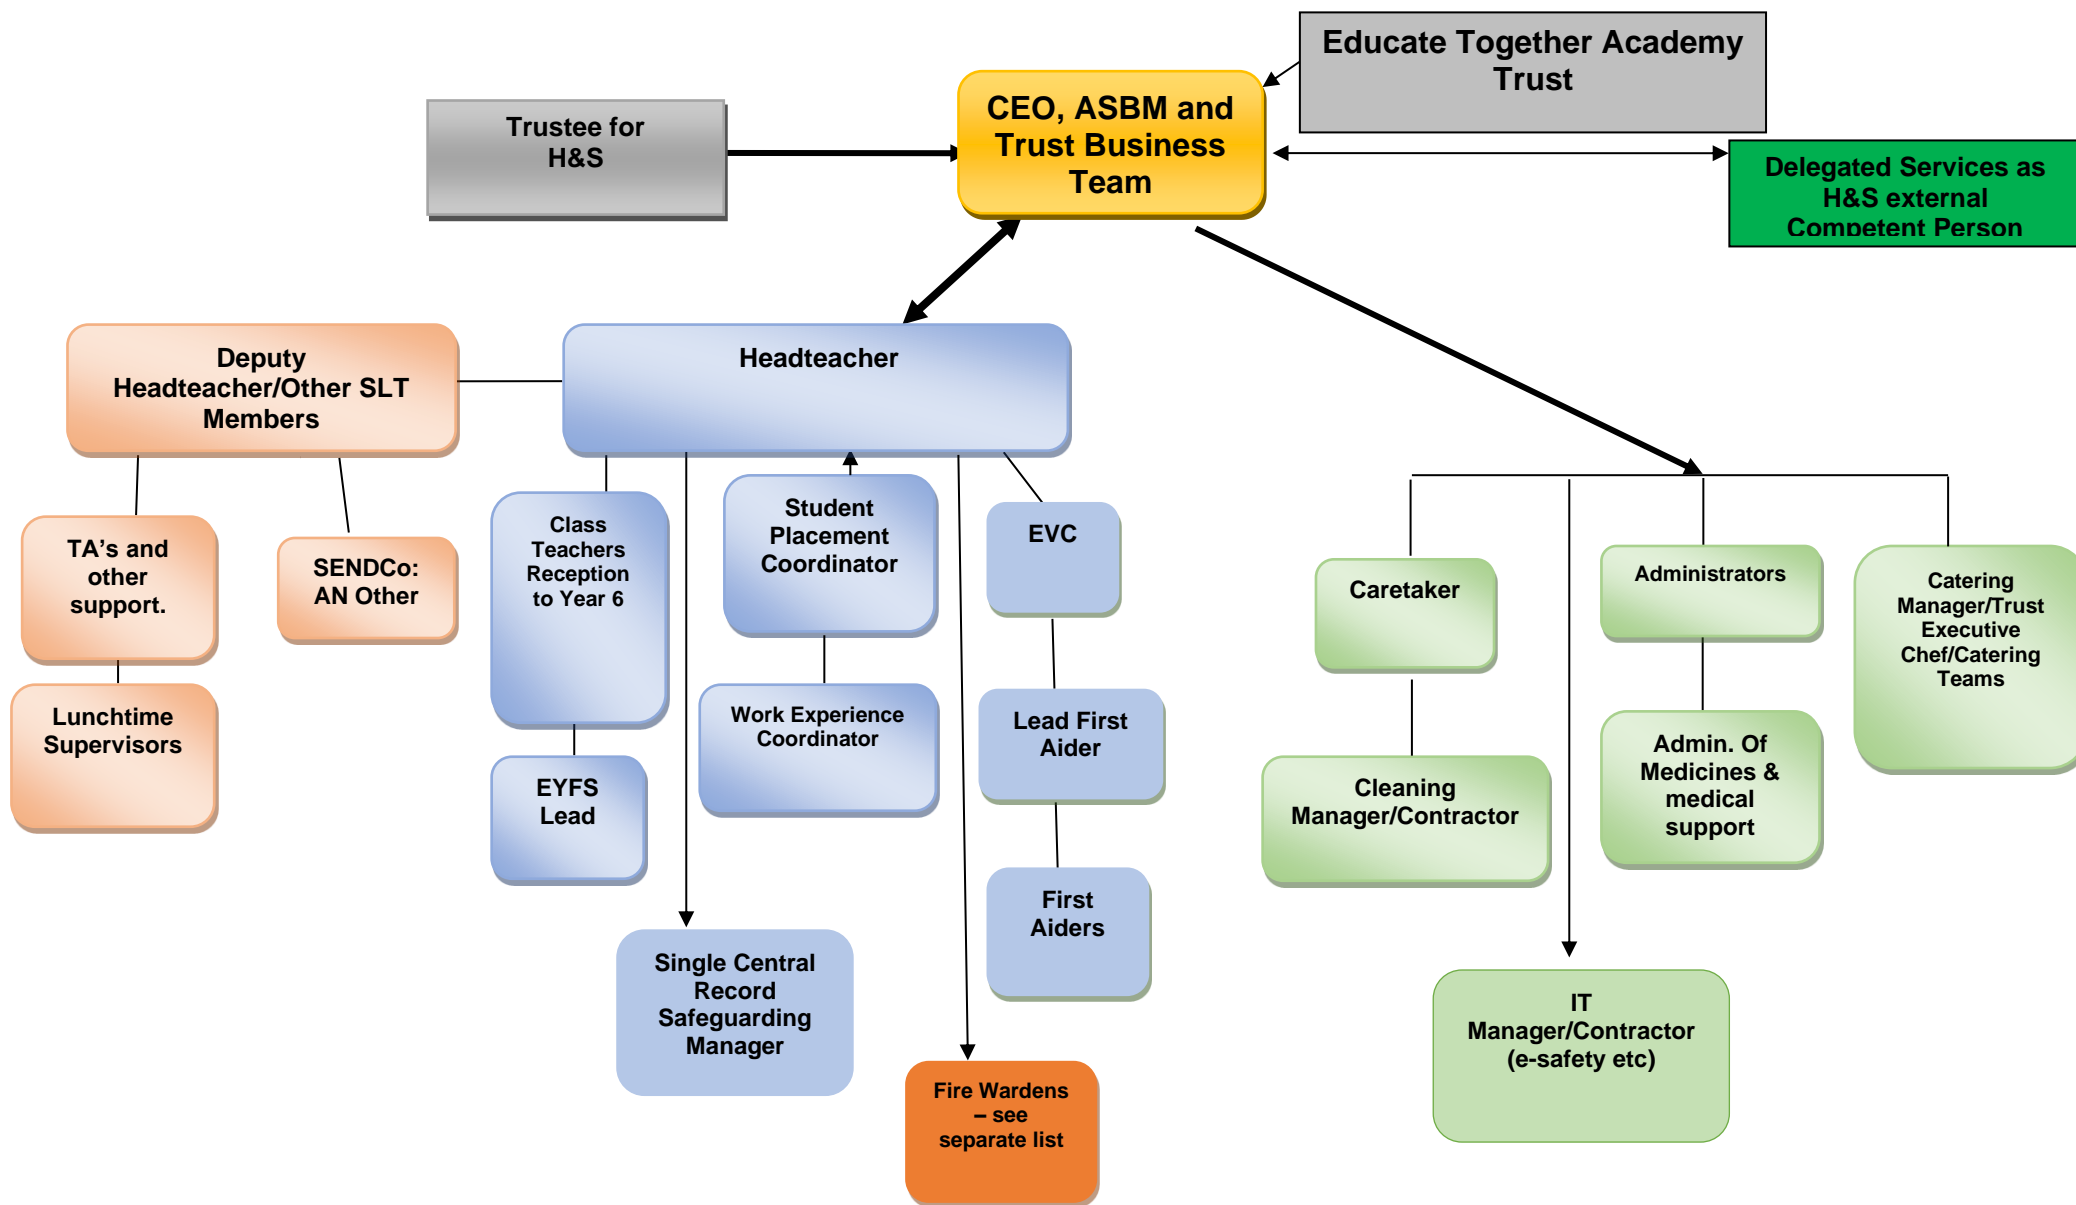 Educate Together Academy
Trust
CEO, ASBM and
Trust Business
Team
Trustee for
H&S
Delegated Services as
H&S external
Competent Person
Deputy
Headteacher/Other SLT
Members
Headteacher
TA's and
other
support.
SENDCo:
AN Other
Class
Teachers
Reception
to Year 6
Student
Placement
Coordinator
EVC
Caretaker
Administrators
Catering
Manager/Trust
Executive
Chef/Catering
Teams
Lunchtime
Supervisors
EYFS
Lead
Work Experience
Coordinator
Lead First
Aider
Cleaning
Manager/Contractor
Admin. Of
Medicines &
medical
support
First
Aiders
Single Central
Record
Safeguarding
Manager
IT
Manager/Contractor
(e-safety etc)
Fire Wardens
– see
separate list